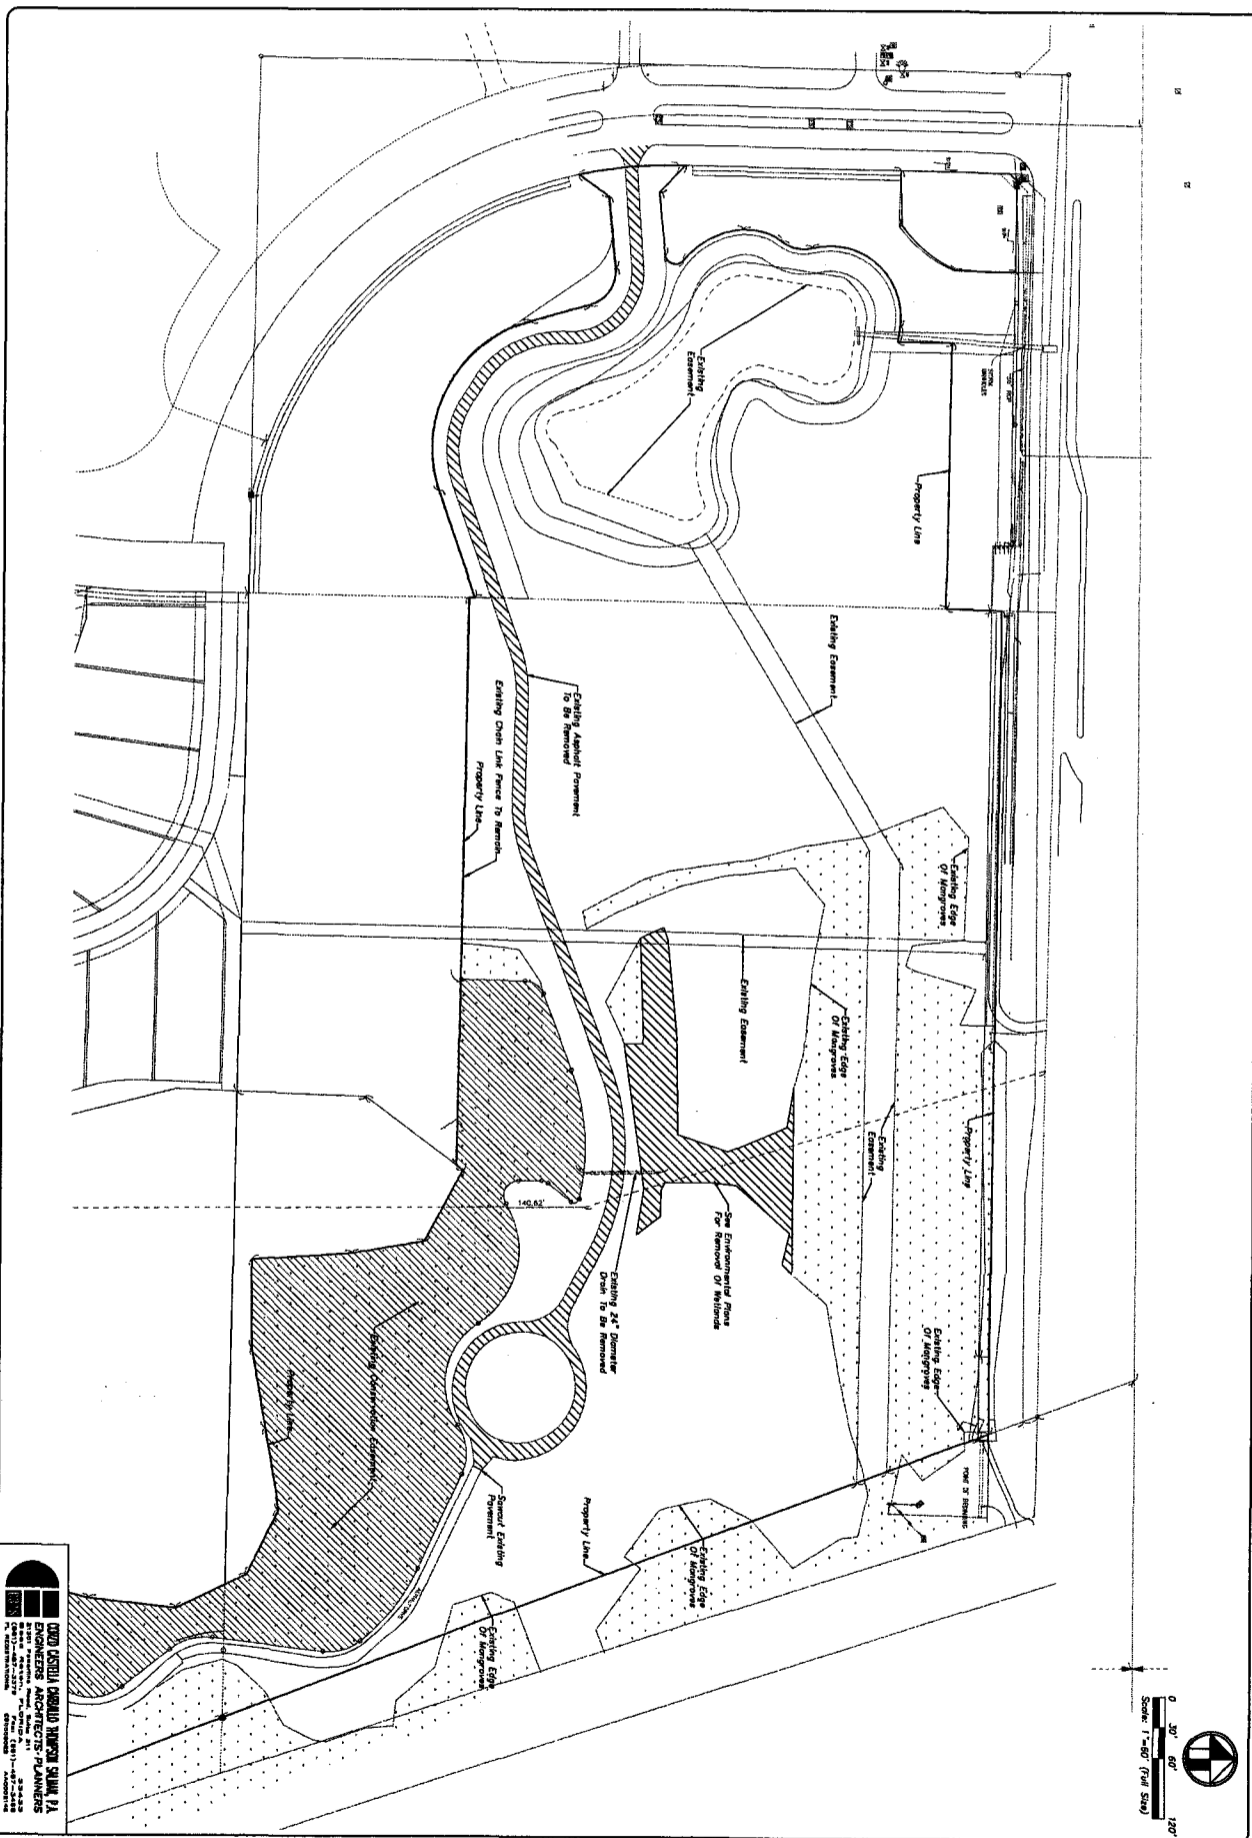 Existing
Easement
Property Line
Existing Easement
Existing Asphalt Pavement
To Be Removed
Existing Chain Link Fence To Remain
Property Line
Existing Edge
Of Mangroves
Existing Easement
Existing Edge
Of Mangroves
Existing
Easement
Property Line
140.62'
See Environmental Plans
For Removal Of Wetlands
Existing 24" Diameter
Drain To Be Removed
Existing Edge
Of Mangroves
Existing Conservation Easement
Property Line
Sawcut Existing
Pavement
Property Line
Existing Edge
Of Mangroves
Existing Edge
Of Mangroves
POINT OF BEGINNING
0 30' 60' 120'
Scale: 1"=60' (Full Size)
ENGINEERS ARCHITECTS PLANNERS